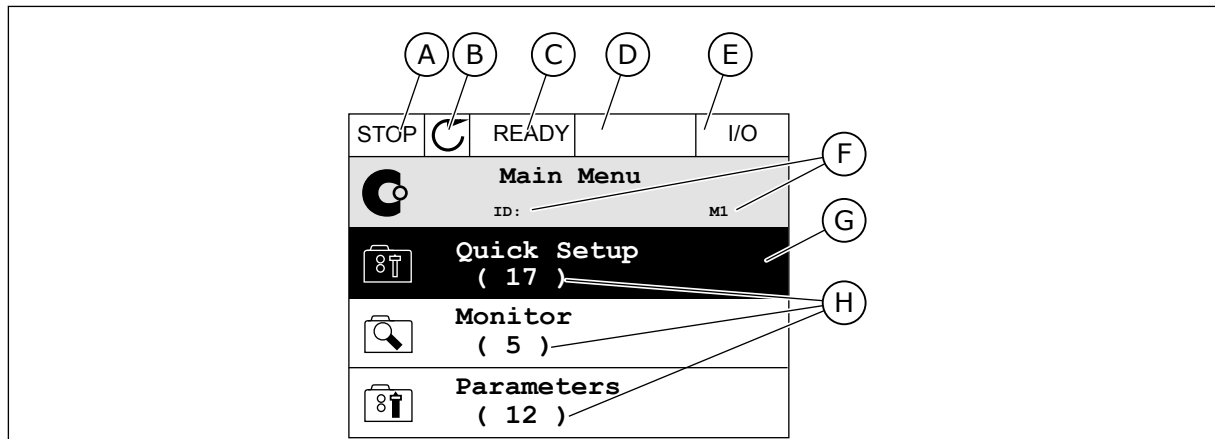 A B C D E
STOP READY I/O
F
Main Menu
ID: M1
G
Quick Setup
( 17 )
H
Monitor
( 5 )
Parameters
( 12 )